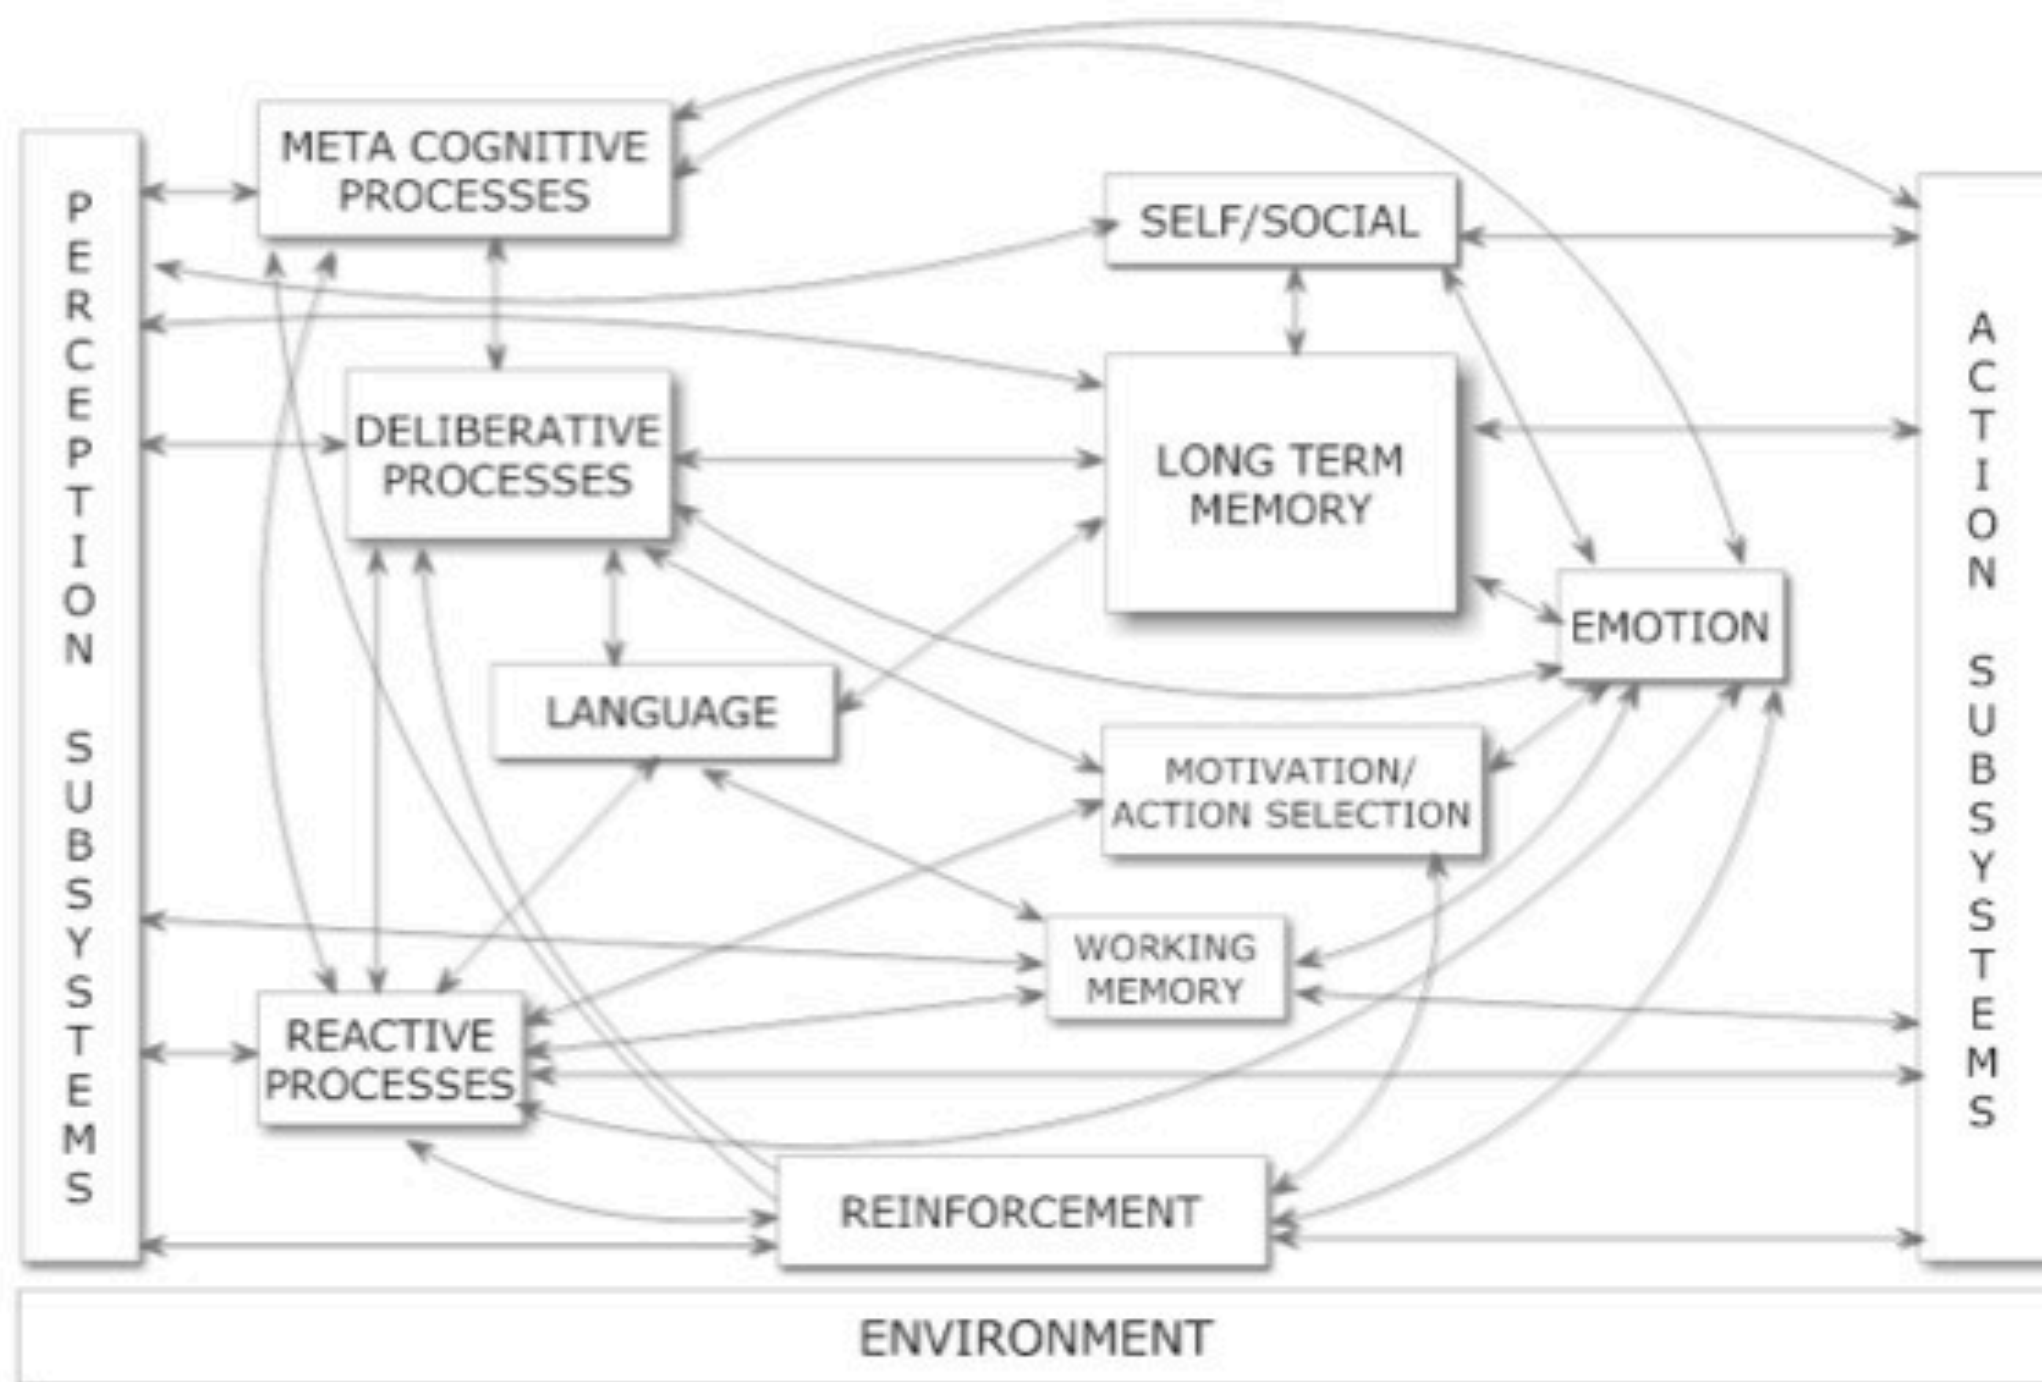 PERCEPTION SUBSYSTEMS
META COGNITIVE
PROCESSES
SELF/SOCIAL
DELIBERATIVE
PROCESSES
LONG TERM
MEMORY
EMOTION
LANGUAGE
MOTIVATION/
ACTION SELECTION
WORKING
MEMORY
REACTIVE
PROCESSES
REINFORCEMENT
ACTION SUBSYSTEMS
ENVIRONMENT